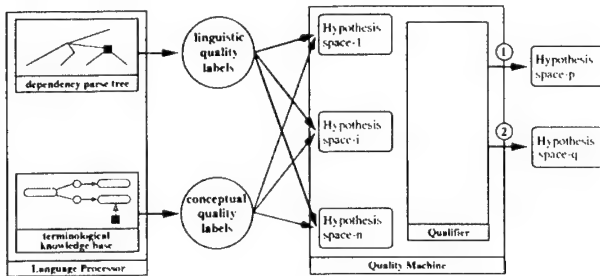 dependency parse tree
terminological
knowledge base
Language Processor
linguistic
quality
labels
conceptual
quality
labels
Hypothesis
space-1
Hypothesis
space-i
Hypothesis
space-n
Qualifier
Quality Machine
1
Hypothesis
space-p
2
Hypothesis
space-q